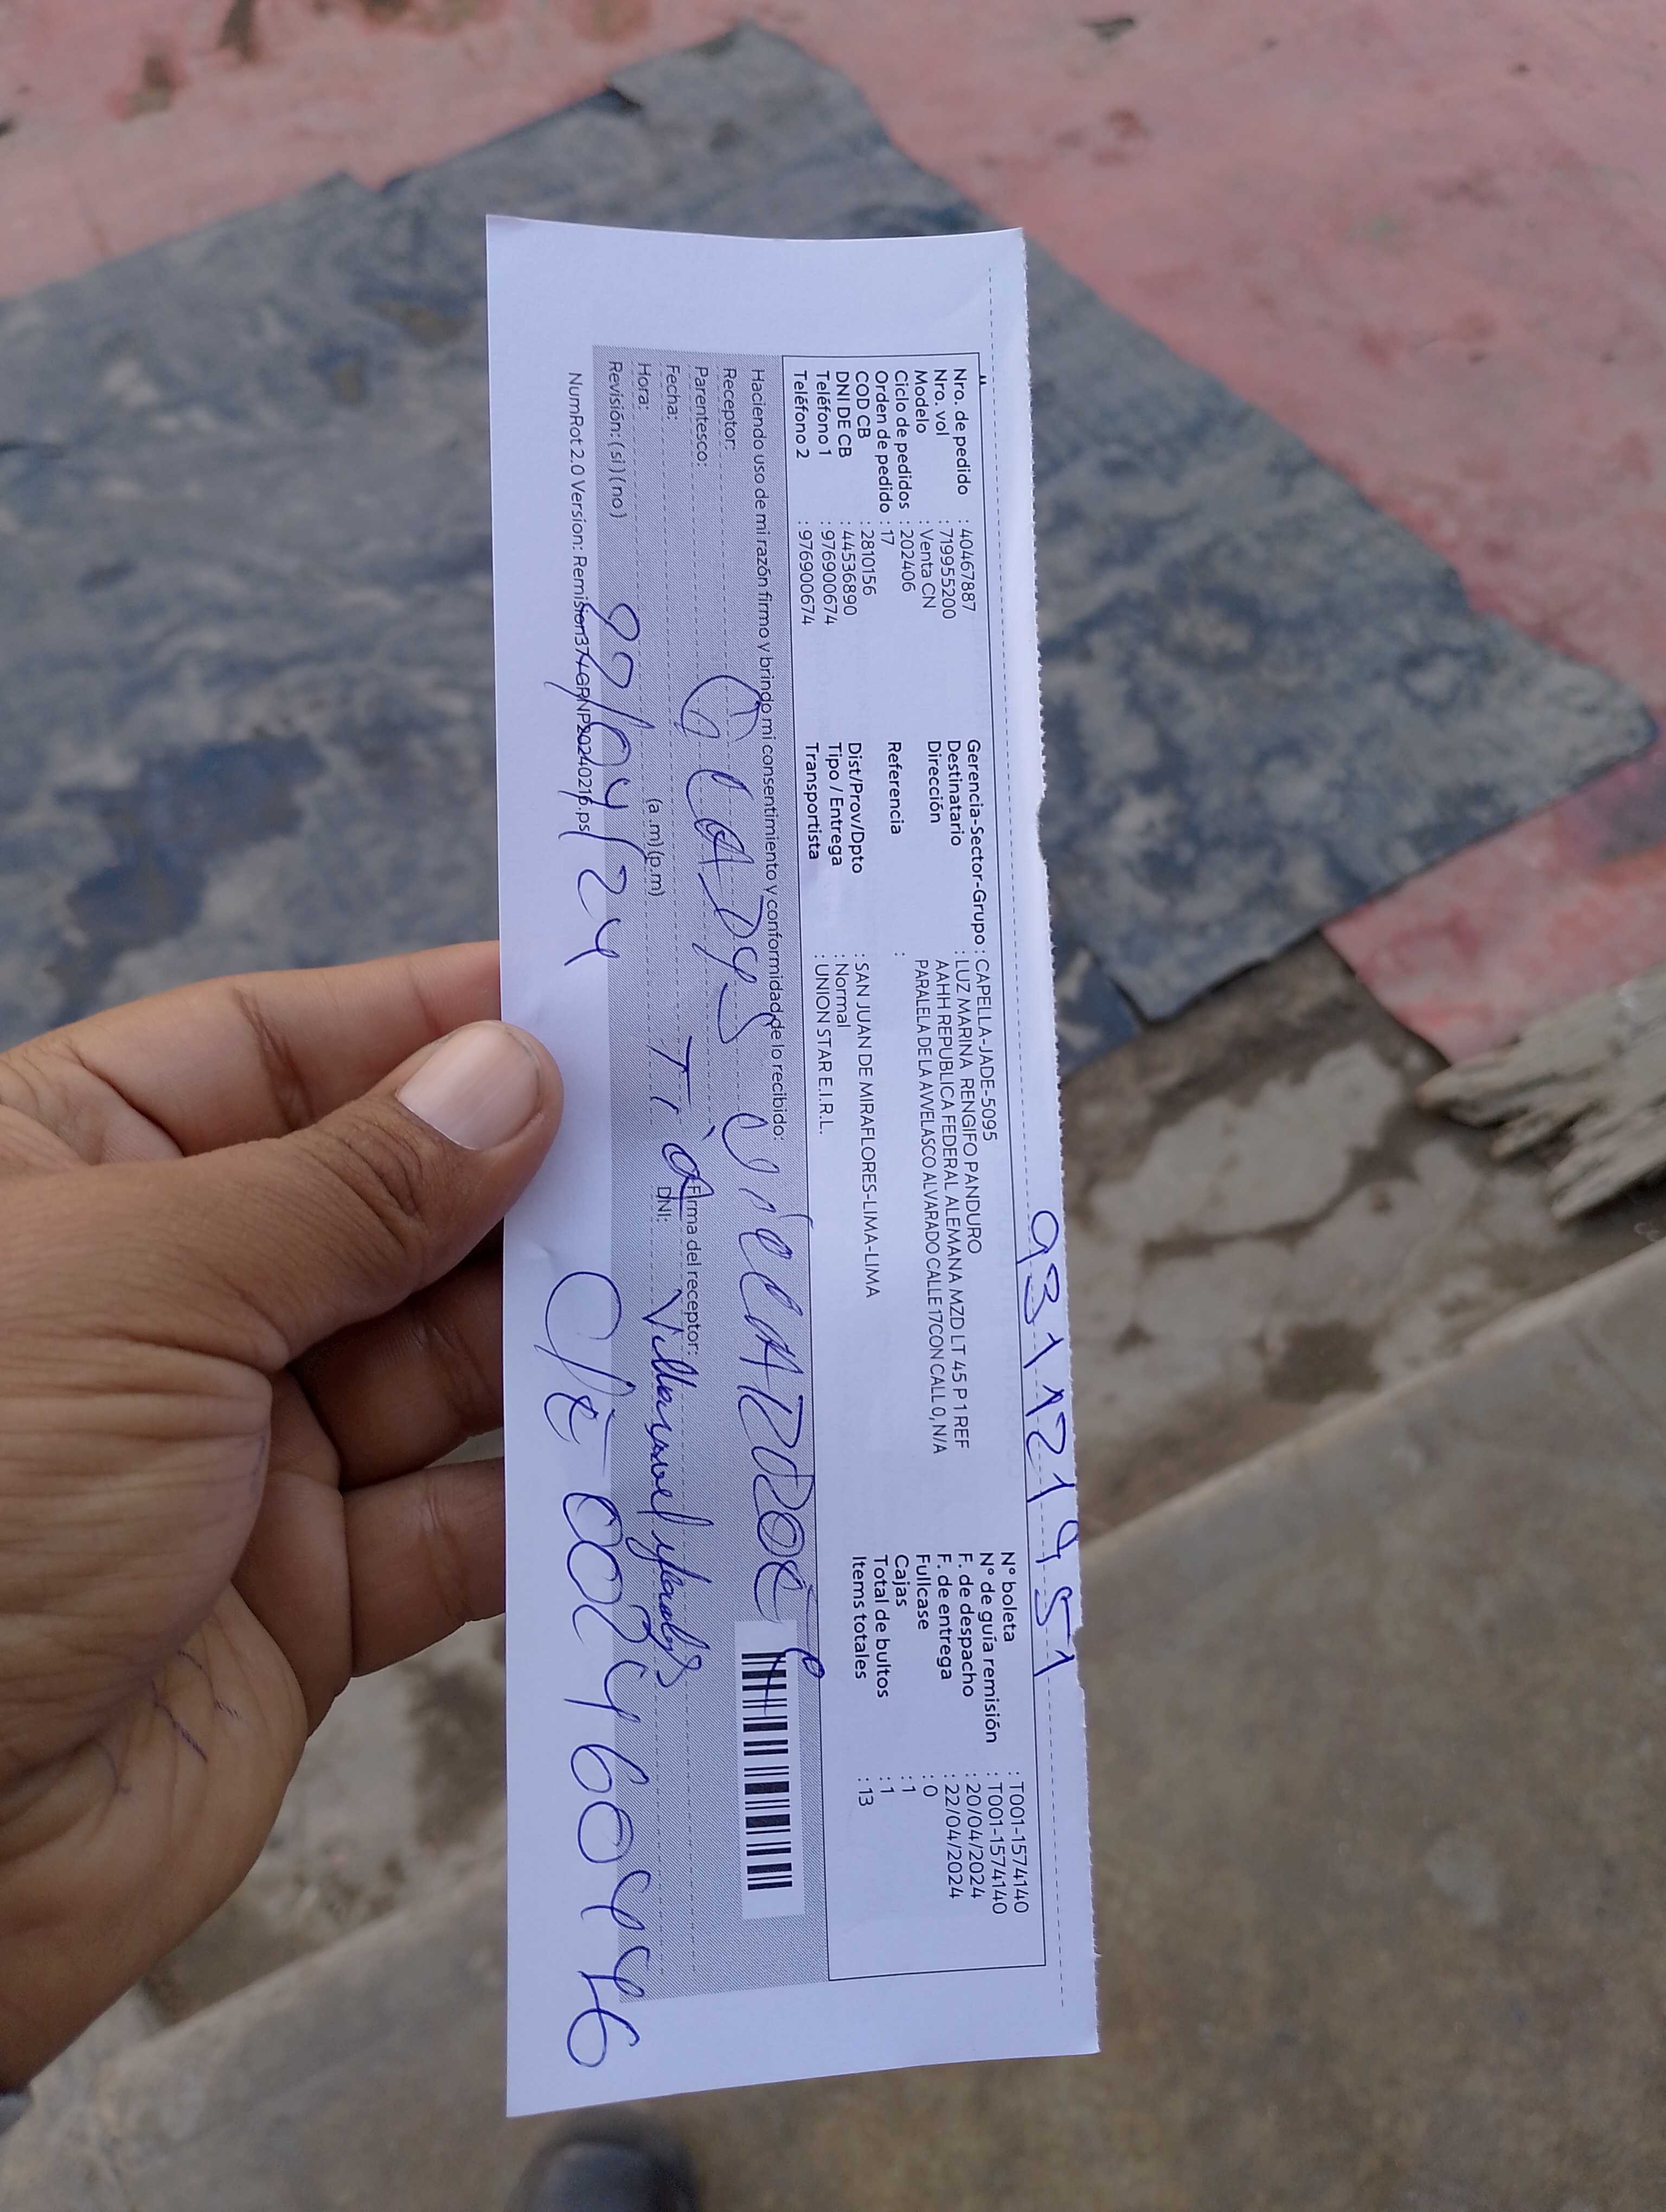 931121951
Nro. de pedido : 40467887
Nro. vol : 719955200
Modelo : Venta CN
Ciclo de pedidos : 202406
Orden de pedido : 17
COD CB : 2810156
DNI DE CB : 44536890
Teléfono 1 : 976900674
Teléfono 2 : 976900674
Gerencia-Sector-Grupo : CAPELLA-JADE-5095
Destinatario : LUZ MARINA RENGIFO PANDURO
Dirección AAHH REPUBLICA FEDERAL ALEMANA MZD LT 45 P 1 REF
PARALELA DE LA AVVELASCO ALVARADO CALLE 17CON CALL 0, N/A
Referencia :
Dist/Prov/Dpto : SAN JUAN DE MIRAFLORES-LIMA-LIMA
Tipo / Entrega : Normal
Transportista : UNION STAR E.I.R.L.
N° boleta : T001-1574140
N° de guía remisión : T001-1574140
F. de despacho : 20/04/2024
F. de entrega : 22/04/2024
Fullcase : 0
Cajas : 1
Total de bultos : 1
Items totales : 13
Haciendo uso de mi razón firmo y brindo mi consentimiento y conformidad de lo recibido:
Receptor:
Parentesco: Tia
Fecha:
Hora: (a.m) (p.m)
Revisión: ( si ) ( no )
Firma del receptor:
DNI:
NumRot 2.0 Version: Remision374GRNP20240216.ps